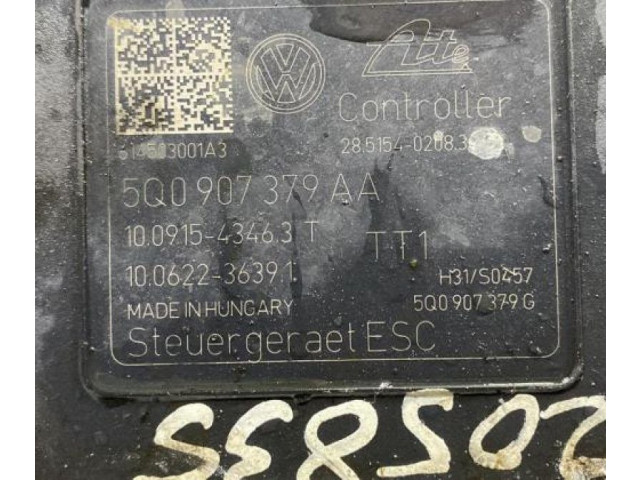 VW Ate
Controller
28.5154-0208.3
5Q0 907 379 AA
10.0915-4346.3 T
TT1
10.0622-3639.1
H31/S0457
MADE IN HUNGARY
5Q0 907 379 G
Steuergeraet ESC